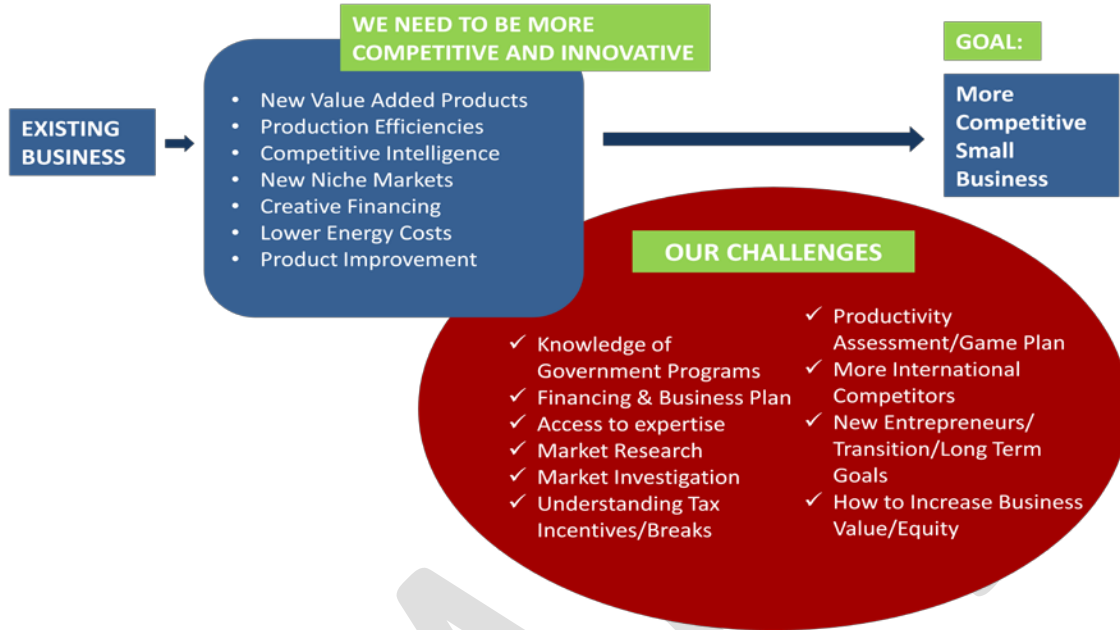 WE NEED TO BE MORE
COMPETITIVE AND INNOVATIVE
EXISTING
BUSINESS
• New Value Added Products
• Production Efficiencies
• Competitive Intelligence
• New Niche Markets
• Creative Financing
• Lower Energy Costs
• Product Improvement
GOAL:
More
Competitive
Small
Business
OUR CHALLENGES
✓ Knowledge of
Government Programs
✓ Financing & Business Plan
✓ Access to expertise
✓ Market Research
✓ Market Investigation
✓ Understanding Tax
Incentives/Breaks
✓ Productivity
Assessment/Game Plan
✓ More International
Competitors
✓ New Entrepreneurs/
Transition/Long Term
Goals
✓ How to Increase Business
Value/Equity